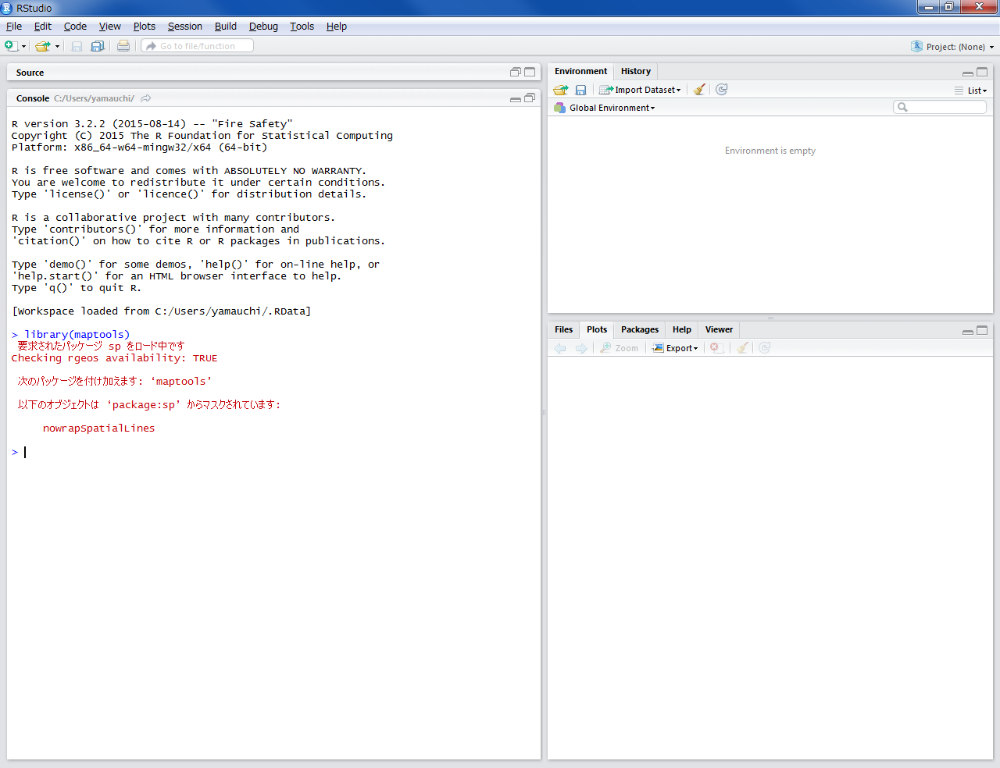 RStudio
File Edit Code View Plots Session Build Debug Tools Help
Go to file/function
Project: (None)
Source
Console C:/Users/yamauchi/
R version 3.2.2 (2015-08-14) -- "Fire Safety"
Copyright (C) 2015 The R Foundation for Statistical Computing
Platform: x86_64-w64-mingw32/x64 (64-bit)
R is free software and comes with ABSOLUTELY NO WARRANTY.
You are welcome to redistribute it under certain conditions.
Type 'license()' or 'licence()' for distribution details.
R is a collaborative project with many contributors.
Type 'contributors()' for more information and
'citation()' on how to cite R or R packages in publications.
Type 'demo()' for some demos, 'help()' for on-line help, or
'help.start()' for an HTML browser interface to help.
Type 'q()' to quit R.
[Workspace loaded from C:/Users/yamauchi/.RData]
> library(maptools)
要求されたパッケージ sp をロード中です
Checking rgeos availability: TRUE
次のパッケージを付け加えます: ‘maptools’
以下のオブジェクトは ‘package:sp’ からマスクされています:
nowrapSpatialLines
>
Environment History
Import Dataset
List
Global Environment
Environment is empty
Files Plots Packages Help Viewer
Zoom Export